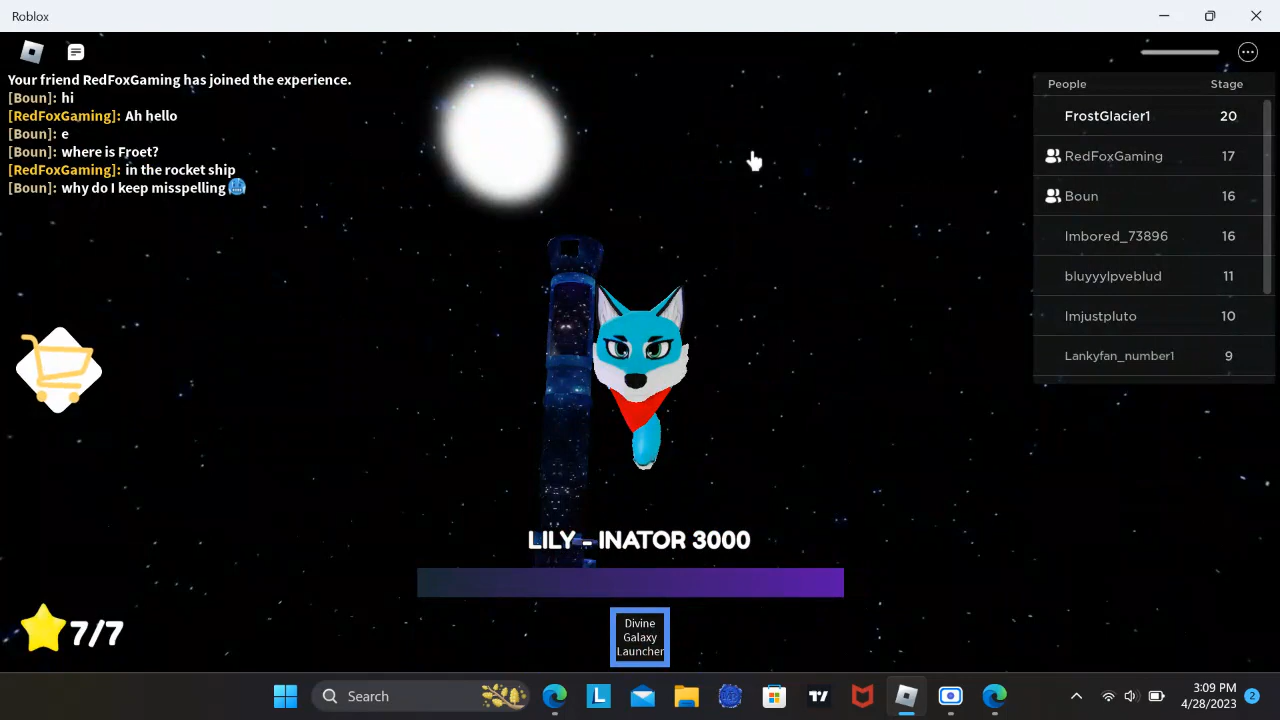 Roblox
Your friend RedFoxGaming has joined the experience.
[Boun]: hi
[RedFoxGaming]: Ah hello
[Boun]: e
[Boun]: where is Froet?
[RedFoxGaming]: in the rocket ship
[Boun]: why do I keep misspelling🥶
People Stage
FrostGlacier1 20
RedFoxGaming 17
Boun 16
Imbored_73896 16
bluyyylpveblud 11
Imjustpluto 10
Lankyfan_number1 9
LILY - INATOR 3000
7/7
Divine
Galaxy
Launcher
Search
3:09 PM
4/28/2023
2